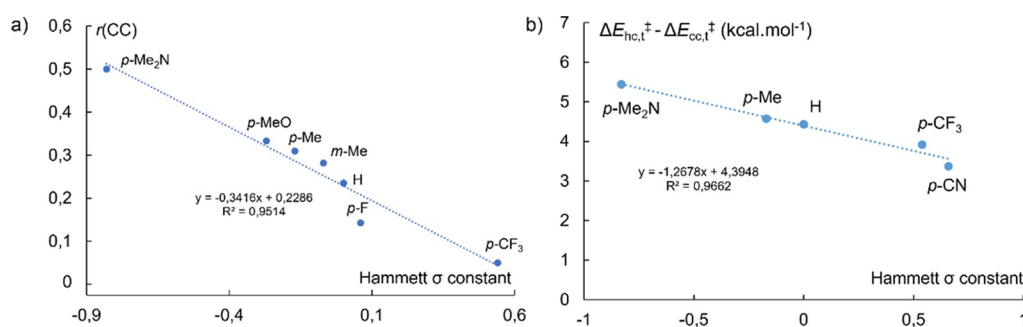 a)
r(CC)
0,6
0,5
0,4
0,3
0,2
0,1
0
p-Me₂N
p-MeO
p-Me
m-Me
H
p-F
p-CF₃
y = -0,3416x + 0,2286
R² = 0,9514
Hammett σ constant
-0,9
-0,4
0,1
0,6
b)
ΔEhc,t‡ - ΔEcc,t‡ (kcal.mol⁻¹)
7
6
5
4
3
2
1
0
p-Me₂N
p-Me
H
p-CF₃
p-CN
y = -1,2678x + 4,3948
R² = 0,9662
Hammett σ constant
-1
-0,5
0
0,5
1